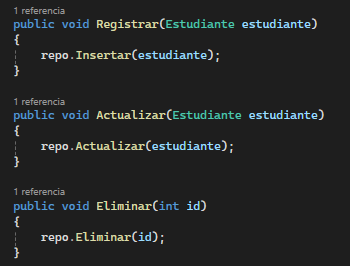 1 referencia
public void Registrar(Estudiante estudiante)
{
repo.Insertar(estudiante);
}
1 referencia
public void Actualizar(Estudiante estudiante)
{
repo.Actualizar(estudiante);
}
1 referencia
public void Eliminar(int id)
{
repo.Eliminar(id);
}